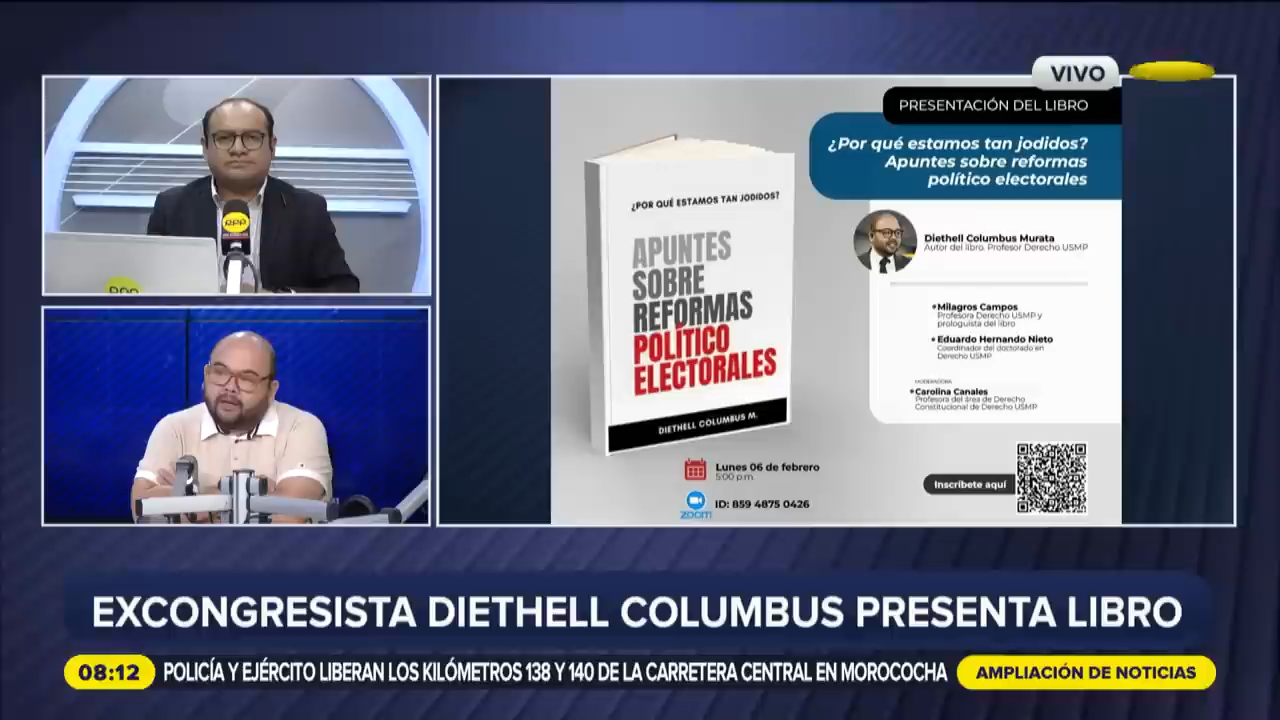 VIVO
RPP
RPP
PRESENTACIÓN DEL LIBRO
¿Por qué estamos tan jodidos?
Apuntes sobre reformas
político electorales
¿POR QUÉ ESTAMOS TAN JODIDOS?
APUNTES
SOBRE
REFORMAS
POLÍTICO
ELECTORALES
DIETHELL COLUMBUS M.
Diethell Columbus Murata
Autor del libro. Profesor Derecho USMP
Milagros Campos
Profesora Derecho USMP y
prologuista del libro
Eduardo Hernando Nieto
Coordinador del doctorado en
Derecho USMP
MODERADORA
Carolina Canales
Profesora del área de Derecho
Constitucional de Derecho USMP
Lunes 06 de febrero
5:00 p.m.
zoom
ID: 859 4875 0426
Inscríbete aquí
EXCONGRESISTA DIETHELL COLUMBUS PRESENTA LIBRO
08:12 POLICÍA Y EJÉRCITO LIBERAN LOS KILÓMETROS 138 Y 140 DE LA CARRETERA CENTRAL EN MOROCOCHA AMPLIACIÓN DE NOTICIAS